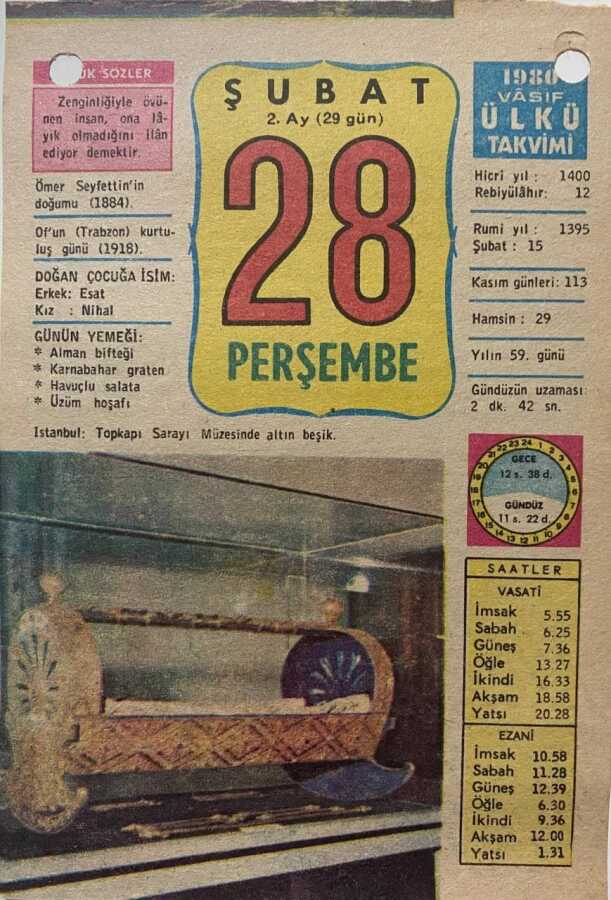 UK SÖZLER
Zenginliğiyle övü-
nen insan, ona lâ-
yık olmadığını ilân
ediyor demektir.
Ömer Seyfettin'in
doğumu (1884).
Of'un (Trabzon) kurtu-
luş günü (1918).
DOĞAN ÇOCUĞA İSİM:
Erkek: Esat
Kız : Nihal
GÜNÜN YEMEĞİ:
* Alman bifteği
* Karnabahar graten
* Havuçlu salata
* Üzüm hoşafı
ŞUBAT
2. Ay (29 gün)
28
PERŞEMBE
1980
VÂSIF
ÜLKÜ
TAKVİMİ
Hicri yıl : 1400
Rebiyülâhır: 12
Rumi yıl : 1395
Şubat : 15
Kasım günleri: 113
Hamsin : 29
Yılın 59. günü
Gündüzün uzaması
2 dk. 42 sn.
İstanbul: Topkapı Sarayı Müzesinde altın beşik.
GECE
12 s. 38 d.
GÜNDÜZ
11 s. 22 d.
SAATLER
VASATİ
İmsak 5.55
Sabah 6.25
Güneş 7.36
Öğle 13.27
İkindi 16.33
Akşam 18.58
Yatsı 20.28
EZANİ
İmsak 10.58
Sabah 11.28
Güneş 12.39
Öğle 6.30
İkindi 9.36
Akşam 12.00
Yatsı 1.31